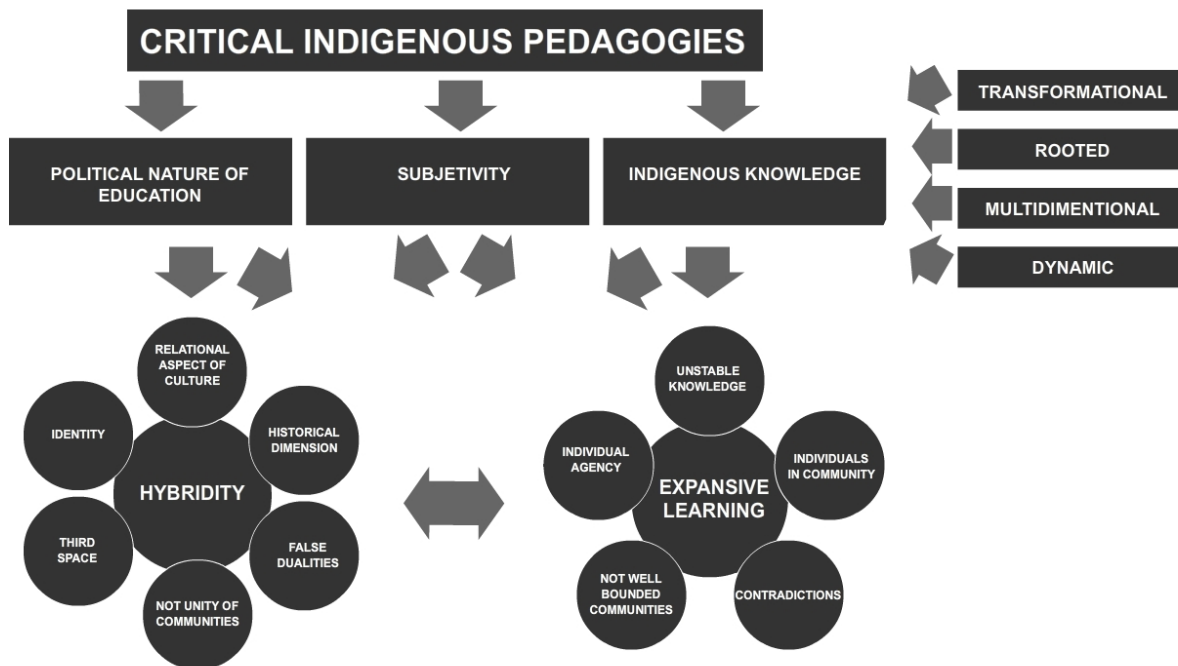 CRITICAL INDIGENOUS PEDAGOGIES
TRANSFORMATIONAL
ROOTED
MULTIDIMENTIONAL
DYNAMIC
POLITICAL NATURE OF
EDUCATION
SUBJETIVITY
INDIGENOUS KNOWLEDGE
RELATIONAL
ASPECT OF
CULTURE
IDENTITY
HISTORICAL
DIMENSION
HYBRIDITY
THIRD
SPACE
FALSE
DUALITIES
NOT UNITY OF
COMMUNITIES
UNSTABLE
KNOWLEDGE
INDIVIDUAL
AGENCY
INDIVIDUALS
IN COMMUNITY
EXPANSIVE
LEARNING
NOT WELL
BOUNDED
COMMUNITIES
CONTRADICTIONS